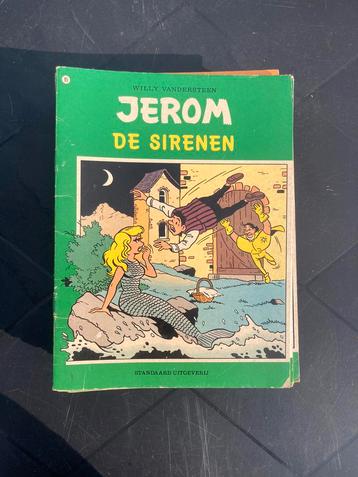 WILLY VANDERSTEEN
JEROM
DE SIRENEN
STANDAARD UITGEVERIJ